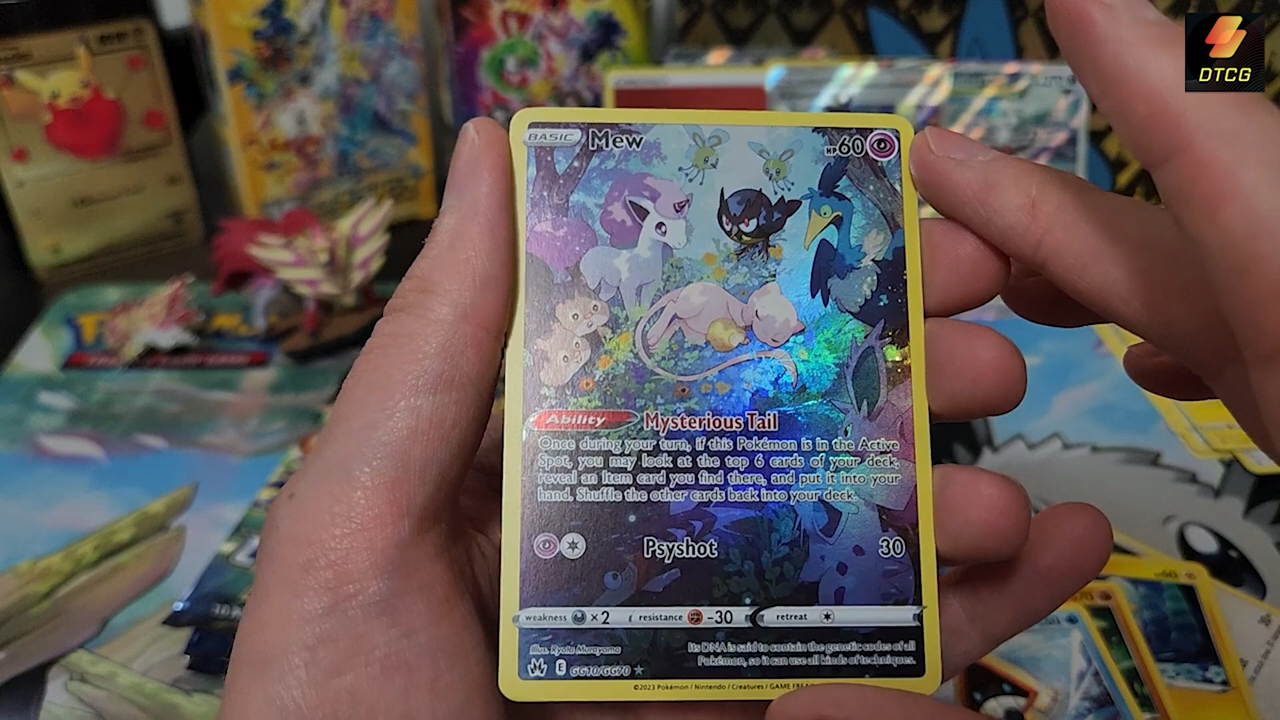 DTCG
BASIC Mew HP 60
Ability Mysterious Tail
Once during your turn, if this Pokémon is in the Active
Spot, you may look at the top 6 cards of your deck,
reveal an Item card you find there, and put it into your
hand. Shuffle the other cards back into your deck.
Psyshot 30
weakness ×2 resistance -30 retreat
Illus. Ryota Murayama
Its DNA is said to contain the genetic codes of all
Pokémon, so it can use all kinds of techniques.
E GG10/GG70
©2023 Pokémon / Nintendo / Creatures / GAME